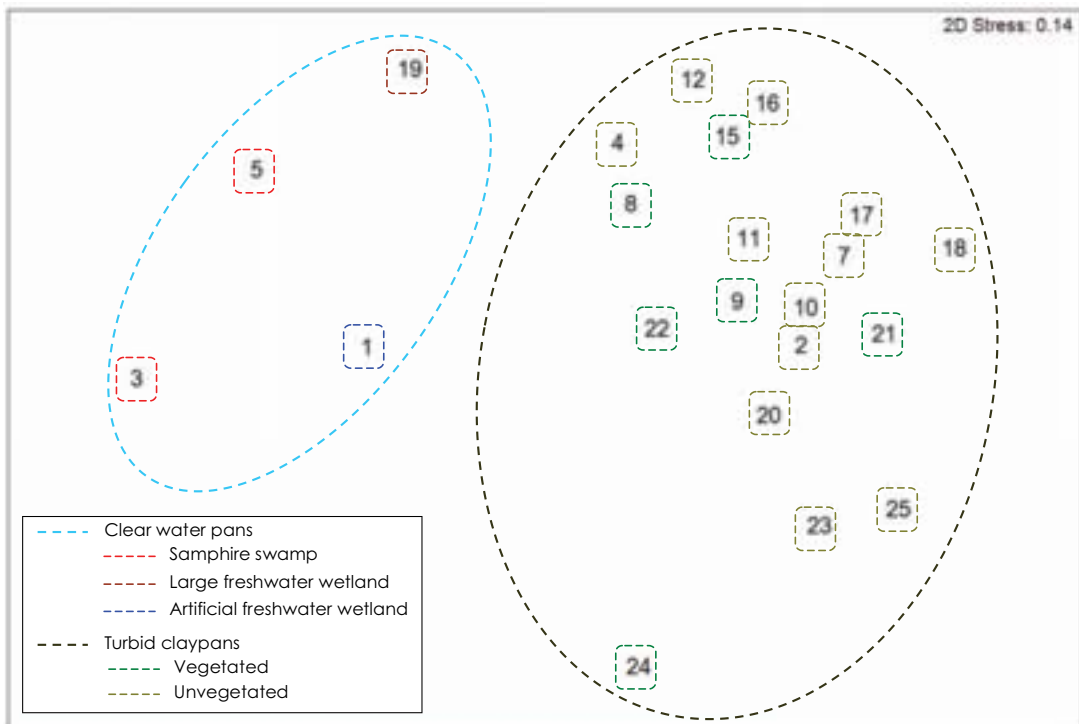 2D Stress: 0.14
19
12
16
15
4
5
8
17
11
18
7
9
10
22
21
2
1
3
20
25
23
24
Clear water pans
Samphire swamp
Large freshwater wetland
Artificial freshwater wetland
Turbid claypans
Vegetated
Unvegetated